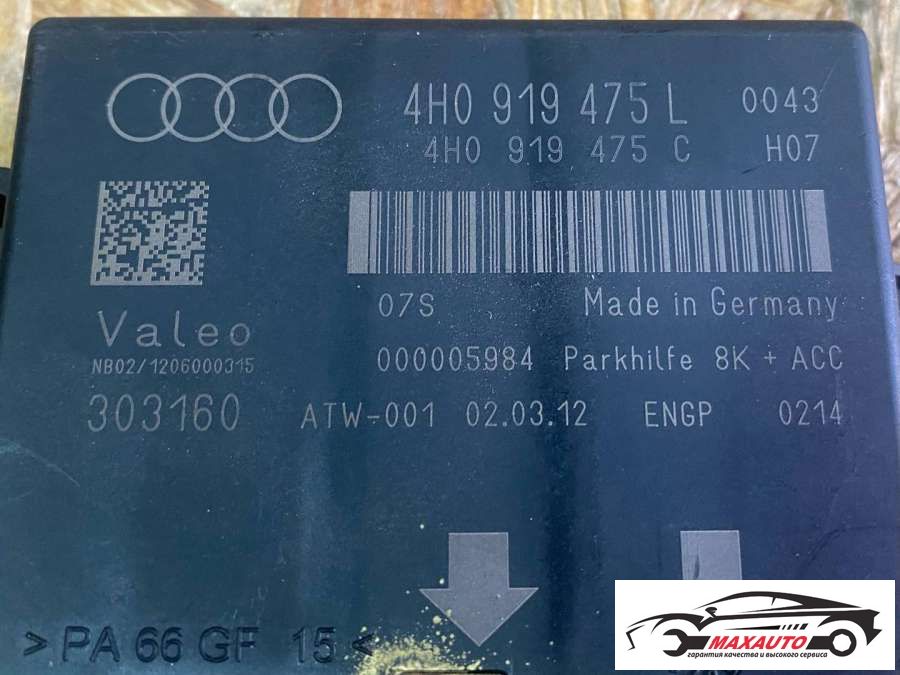 4H0 919 475 L 0043
4H0 919 475 C H07
07S Made in Germany
Valeo
NB02/1206000315
000005984 Parkhilfe 8K + ACC
303160 ATW-001 02.03.12 ENGP 0214
>PA 66 GF 15<
MAXAUTO
гарантия качества и высокого сервиса